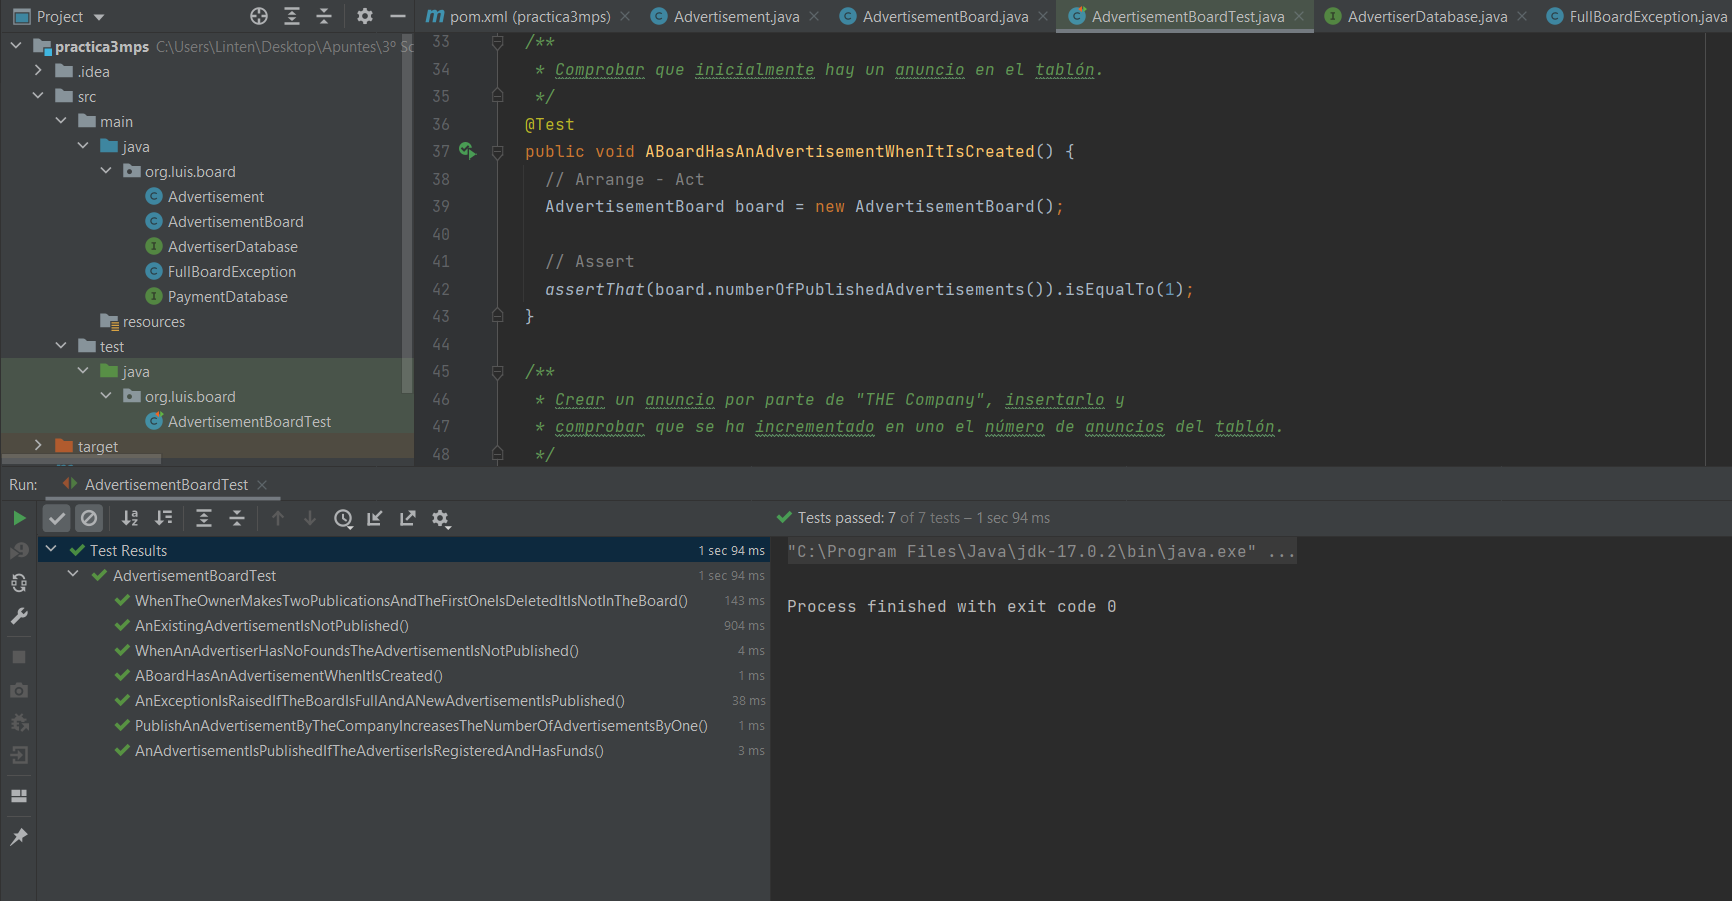 Project
pom.xml (practica3mps)
Advertisement.java
AdvertisementBoard.java
AdvertisementBoardTest.java
AdvertiserDatabase.java
FullBoardException.java
practica3mps C:\Users\Linten\Desktop\Apuntes\3º Sc
.idea
src
main
java
org.luis.board
Advertisement
AdvertisementBoard
AdvertiserDatabase
FullBoardException
PaymentDatabase
resources
test
java
org.luis.board
AdvertisementBoardTest
target
33 /**
34 * Comprobar que inicialmente hay un anuncio en el tablón.
35 */
36 @Test
37 public void ABoardHasAnAdvertisementWhenItIsCreated() {
38 // Arrange - Act
39 AdvertisementBoard board = new AdvertisementBoard();
40
41 // Assert
42 assertThat(board.numberOfPublishedAdvertisements()).isEqualTo(1);
43 }
44
45 /**
46 * Crear un anuncio por parte de "THE Company", insertarlo y
47 * comprobar que se ha incrementado en uno el número de anuncios del tablón.
48 */
Run: AdvertisementBoardTest
Tests passed: 7 of 7 tests – 1 sec 94 ms
Test Results 1 sec 94 ms
AdvertisementBoardTest 1 sec 94 ms
WhenTheOwnerMakesTwoPublicationsAndTheFirstOneIsDeletedItIsNotInTheBoard() 143 ms
AnExistingAdvertisementIsNotPublished() 904 ms
WhenAnAdvertiserHasNoFoundsTheAdvertisementIsNotPublished() 4 ms
ABoardHasAnAdvertisementWhenItIsCreated() 1 ms
AnExceptionIsRaisedIfTheBoardIsFullAndANewAdvertisementIsPublished() 38 ms
PublishAnAdvertisementByTheCompanyIncreasesTheNumberOfAdvertisementsByOne() 1 ms
AnAdvertisementIsPublishedIfTheAdvertiserIsRegisteredAndHasFunds() 3 ms
"C:\Program Files\Java\jdk-17.0.2\bin\java.exe" ...
Process finished with exit code 0